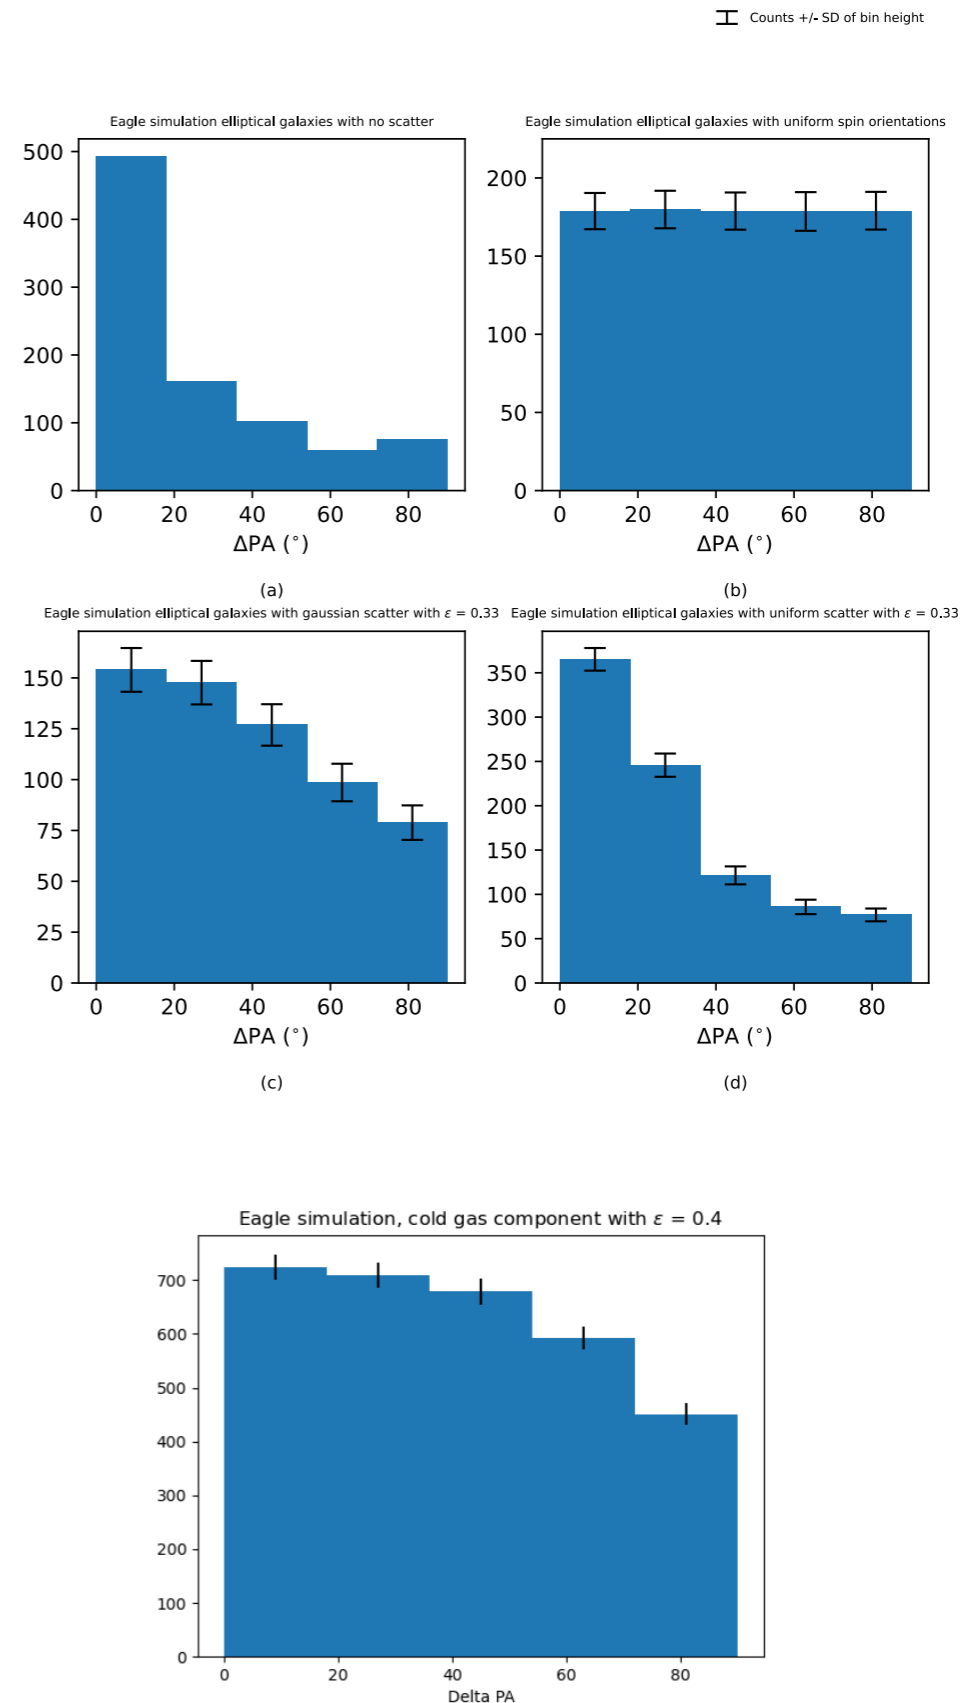 Counts +/- SD of bin height
Eagle simulation elliptical galaxies with no scatter
500
400
300
200
100
0
0 20 40 60 80
ΔPA (°)
(a)
Eagle simulation elliptical galaxies with uniform spin orientations
200
150
100
50
0
0 20 40 60 80
ΔPA (°)
(b)
Eagle simulation elliptical galaxies with gaussian scatter with ε = 0.33
150
125
100
75
50
25
0
0 20 40 60 80
ΔPA (°)
(c)
Eagle simulation elliptical galaxies with uniform scatter with ε = 0.33
350
300
250
200
150
100
50
0
0 20 40 60 80
ΔPA (°)
(d)
Eagle simulation, cold gas component with ε = 0.4
700
600
500
400
300
200
100
0
0 20 40 60 80
Delta PA